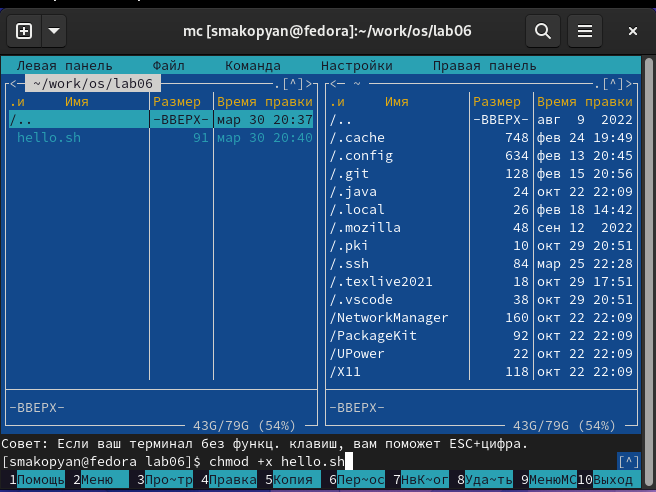 mc [smakopyan@fedora]:~/work/os/lab06
Левая панель Файл Команда Настройки Правая панель
<─ ~/work/os/lab06 .[^]>
.и Имя Размер Время правки
/.. -ВВЕРХ- мар 30 20:37
hello.sh 91 мар 30 20:40
-ВВЕРХ-
43G/79G (54%)
<─ ~ .[^]>
.и Имя Размер Время правки
/.. -ВВЕРХ- авг 9 2022
/.cache 748 фев 24 19:49
/.config 634 фев 13 20:45
/.git 128 фев 15 20:56
/.java 24 окт 22 22:09
/.local 26 фев 18 14:42
/.mozilla 48 сен 12 2022
/.pki 10 окт 29 20:51
/.ssh 84 мар 25 22:28
/.texlive2021 18 окт 29 17:51
/.vscode 38 окт 29 20:51
/NetworkManager 160 окт 22 22:09
/PackageKit 92 окт 22 22:09
/UPower 22 окт 22 22:09
/X11 118 окт 22 22:09
-ВВЕРХ-
43G/79G (54%)
Совет: Если ваш терминал без функц. клавиш, вам поможет ESC+цифра.
[smakopyan@fedora lab06]$ chmod +x hello.sh [^]
1Помощь 2Меню 3Про~тр 4Правка 5Копия 6Пер~ос 7НвК~ог 8Уда~ть 9МенюМС10Выход